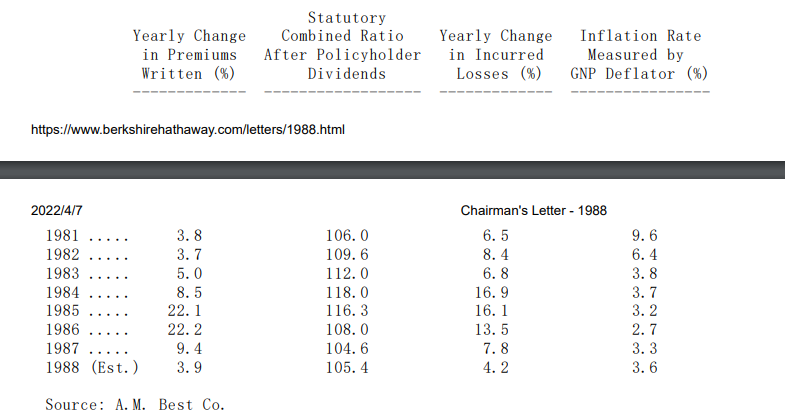 Statutory
Yearly Change Combined Ratio Yearly Change Inflation Rate
in Premiums After Policyholder in Incurred Measured by
Written (%) Dividends Losses (%) GNP Deflator (%)
https://www.berkshirehathaway.com/letters/1988.html
2022/4/7 Chairman's Letter - 1988
1981 ..... 3.8 106.0 6.5 9.6
1982 ..... 3.7 109.6 8.4 6.4
1983 ..... 5.0 112.0 6.8 3.8
1984 ..... 8.5 118.0 16.9 3.7
1985 ..... 22.1 116.3 16.1 3.2
1986 ..... 22.2 108.0 13.5 2.7
1987 ..... 9.4 104.6 7.8 3.3
1988 (Est.) 3.9 105.4 4.2 3.6
Source: A.M. Best Co.